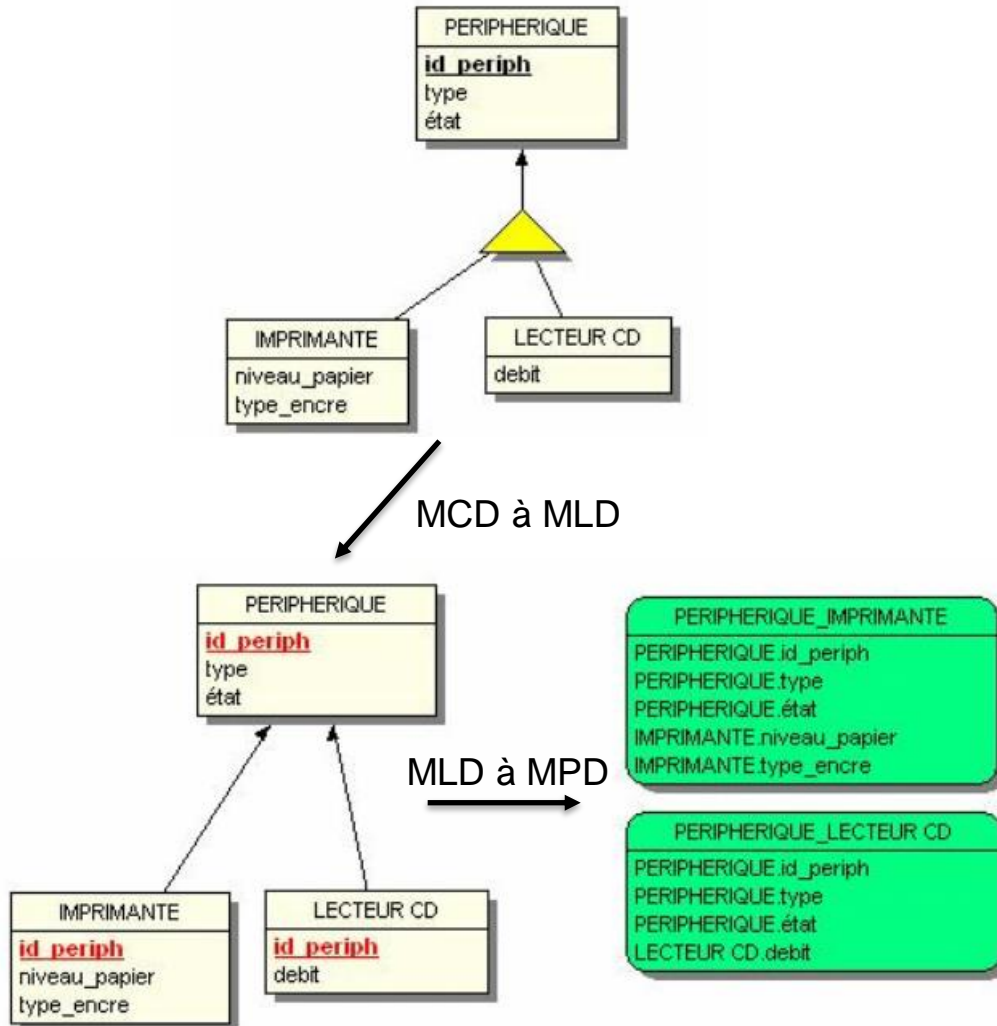 PERIPHERIQUE
id_periph
type
état
IMPRIMANTE
niveau_papier
type_encre
LECTEUR CD
debit
MCD à MLD
PERIPHERIQUE
id_periph
type
état
IMPRIMANTE
id_periph
niveau_papier
type_encre
LECTEUR CD
id_periph
debit
MLD à MPD
PERIPHERIQUE_IMPRIMANTE
PERIPHERIQUE.id_periph
PERIPHERIQUE.type
PERIPHERIQUE.état
IMPRIMANTE.niveau_papier
IMPRIMANTE.type_encre
PERIPHERIQUE_LECTEUR CD
PERIPHERIQUE.id_periph
PERIPHERIQUE.type
PERIPHERIQUE.état
LECTEUR CD.debit